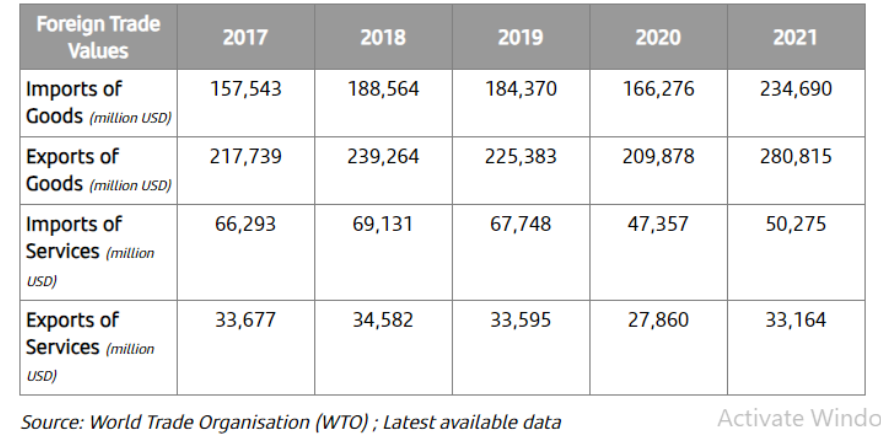 Foreign Trade Values 2017 2018 2019 2020 2021
Imports of Goods (million USD) 157,543 188,564 184,370 166,276 234,690
Exports of Goods (million USD) 217,739 239,264 225,383 209,878 280,815
Imports of Services (million USD) 66,293 69,131 67,748 47,357 50,275
Exports of Services (million USD) 33,677 34,582 33,595 27,860 33,164
Source: World Trade Organisation (WTO) ; Latest available data
Activate Windo